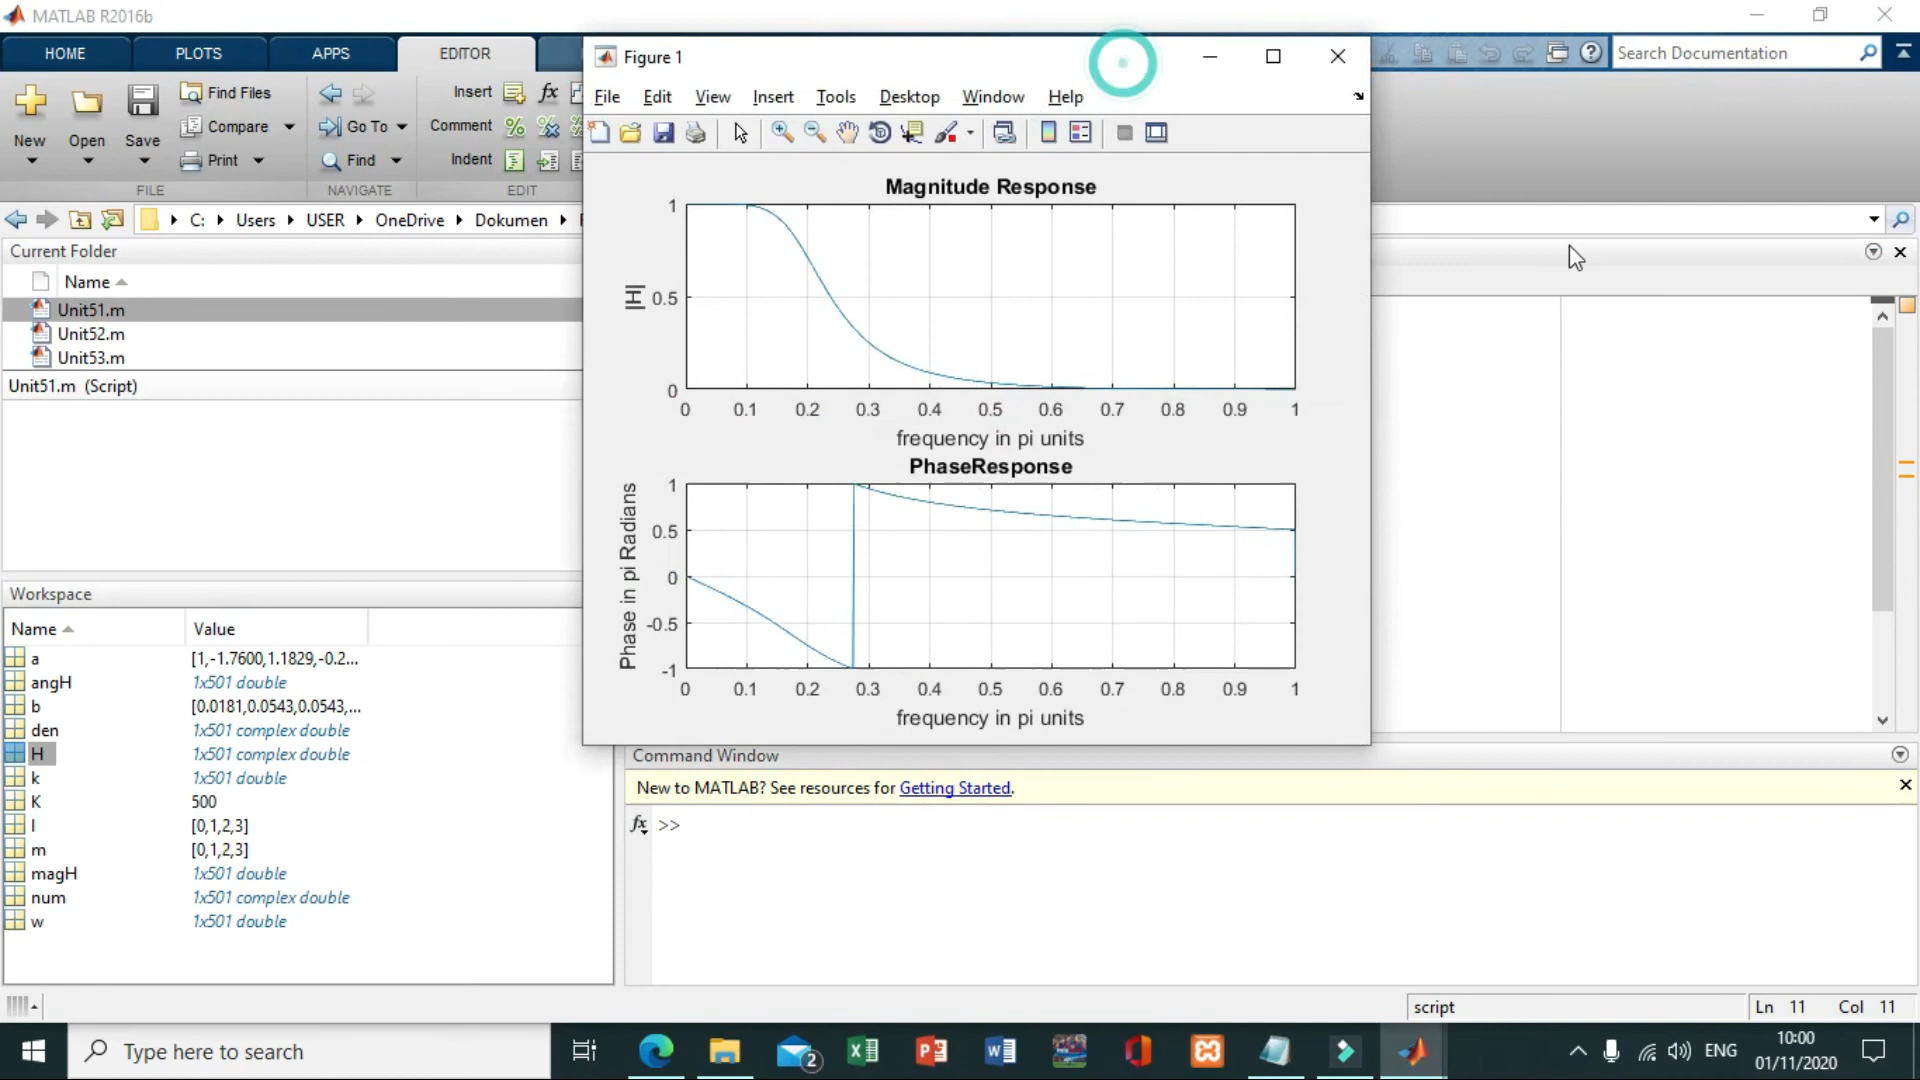 MATLAB R2016b
HOME PLOTS APPS EDITOR
Search Documentation
New Open Save Find Files Compare Print
Go To Find
Insert fx
Comment
Indent
FILE NAVIGATE EDIT
C: Users USER OneDrive Dokumen
Current Folder
Name
Unit51.m
Unit52.m
Unit53.m
Unit51.m (Script)
Workspace
Name Value
a [1,-1.7600,1.1829,-0.2...
angH 1x501 double
b [0.0181,0.0543,0.0543,...
den 1x501 complex double
H 1x501 complex double
k 1x501 double
K 500
l [0,1,2,3]
m [0,1,2,3]
magH 1x501 double
num 1x501 complex double
w 1x501 double
Figure 1
File Edit View Insert Tools Desktop Window Help
Magnitude Response
|H|
1
0.5
0
0 0.1 0.2 0.3 0.4 0.5 0.6 0.7 0.8 0.9 1
frequency in pi units
PhaseResponse
Phase in pi Radians
1
0.5
0
-0.5
-1
0 0.1 0.2 0.3 0.4 0.5 0.6 0.7 0.8 0.9 1
frequency in pi units
Command Window
New to MATLAB? See resources for Getting Started.
fx >>
script Ln 11 Col 11
Type here to search
2
ENG
10:00
01/11/2020